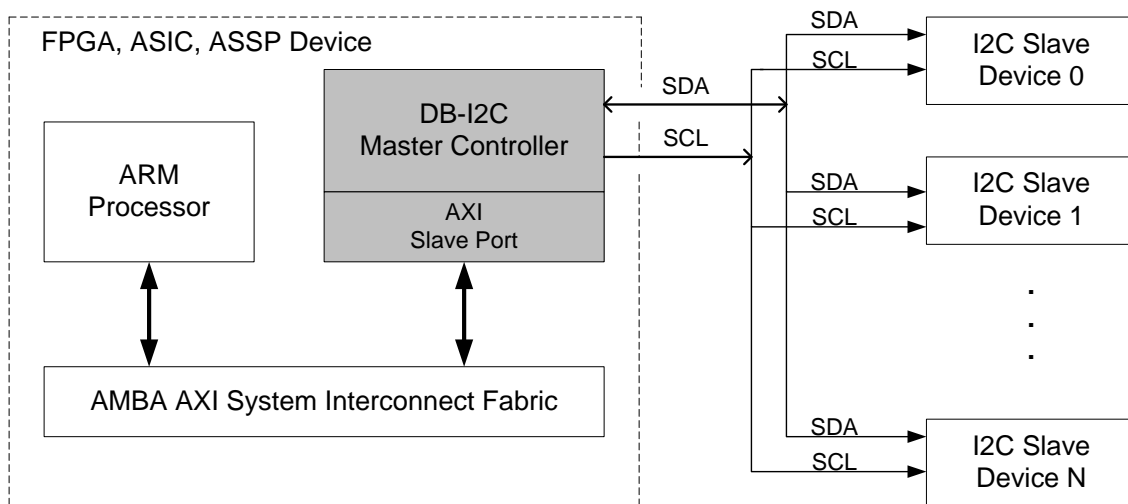 FPGA, ASIC, ASSP Device
ARM
Processor
DB-I2C
Master Controller
AXI
Slave Port
AMBA AXI System Interconnect Fabric
SDA
SCL
SDA
SCL
I2C Slave
Device 0
SDA
SCL
I2C Slave
Device 1
.
.
.
SDA
SCL
I2C Slave
Device N